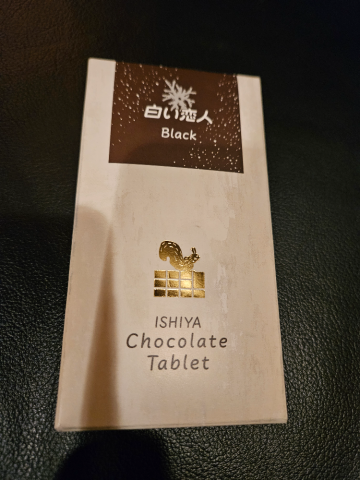 白い恋人
Black
ISHIYA
Chocolate
Tablet